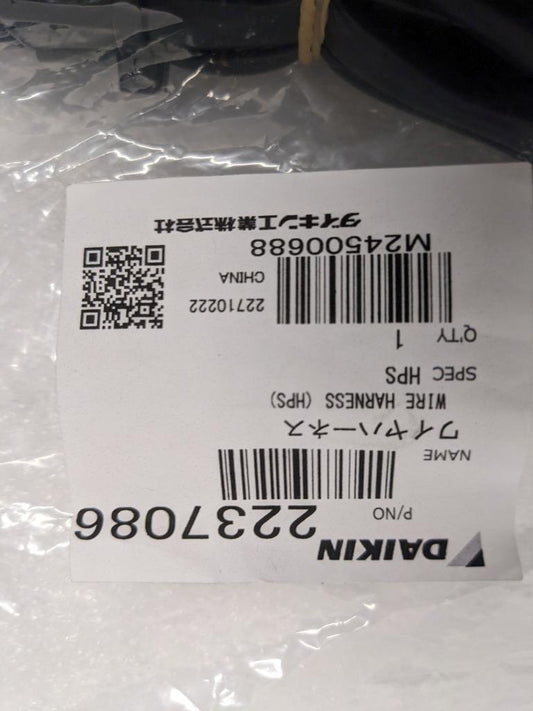 DAIKIN
P/NO 2237086
NAME
ワイヤハーネス
WIRE HARNESS (HPS)
SPEC HPS
Q'TY 1
22710222
CHINA
M24500688
ダイキン工業株式会社